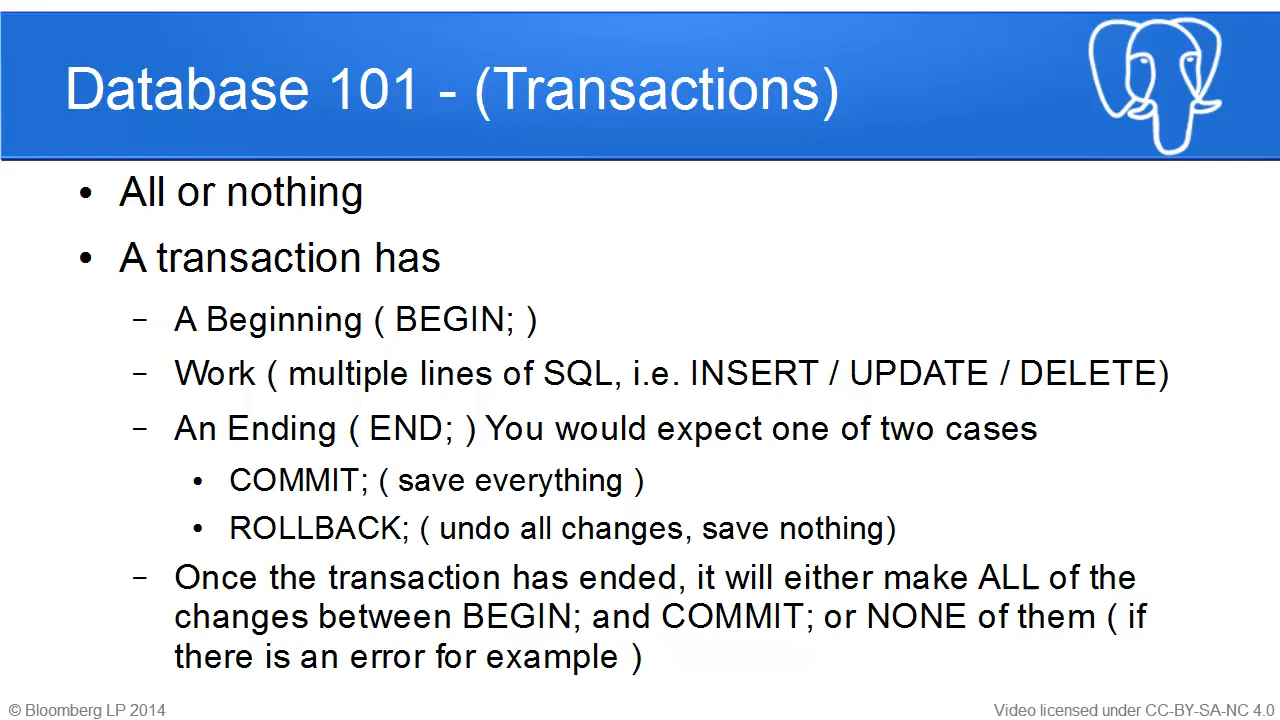 Database 101 - (Transactions)
• All or nothing
• A transaction has
– A Beginning ( BEGIN; )
– Work ( multiple lines of SQL, i.e. INSERT / UPDATE / DELETE)
– An Ending ( END; ) You would expect one of two cases
• COMMIT; ( save everything )
• ROLLBACK; ( undo all changes, save nothing)
– Once the transaction has ended, it will either make ALL of the
changes between BEGIN; and COMMIT; or NONE of them ( if
there is an error for example )
© Bloomberg LP 2014
Video licensed under CC-BY-SA-NC 4.0